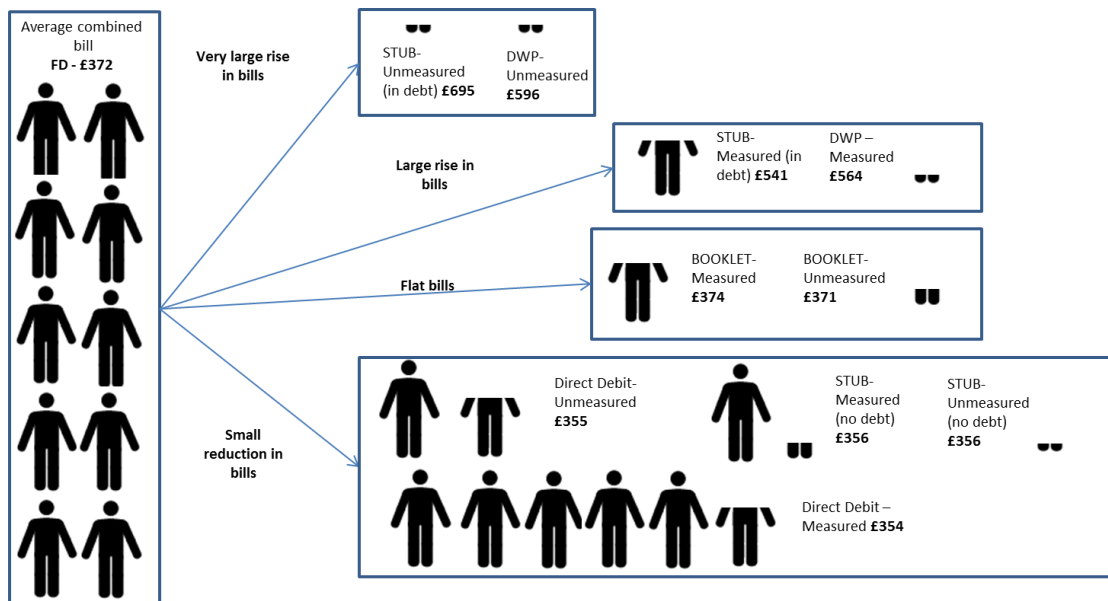 Average combined
bill
FD - £372
Very large rise
in bills
STUB-
Unmeasured
(in debt) £695
DWP-
Unmeasured
£596
Large rise in
bills
STUB-
Measured (in
debt) £541
DWP –
Measured
£564
Flat bills
BOOKLET-
Measured
£374
BOOKLET-
Unmeasured
£371
Small
reduction in
bills
Direct Debit-
Unmeasured
£355
STUB-
Measured
(no debt)
£356
STUB-
Unmeasured
(no debt)
£356
Direct Debit –
Measured £354